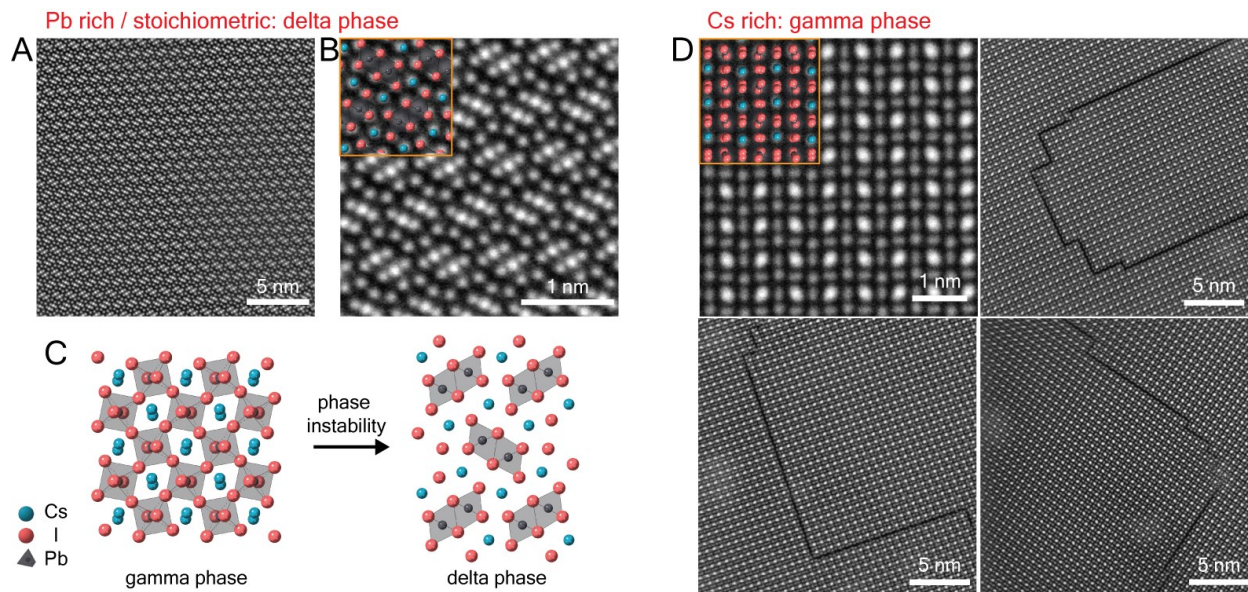 Pb rich / stoichiometric: delta phase
A
5 nm
B
1 nm
C
phase
instability
Cs
I
Pb
gamma phase
delta phase
Cs rich: gamma phase
D
1 nm
5 nm
5 nm
5 nm